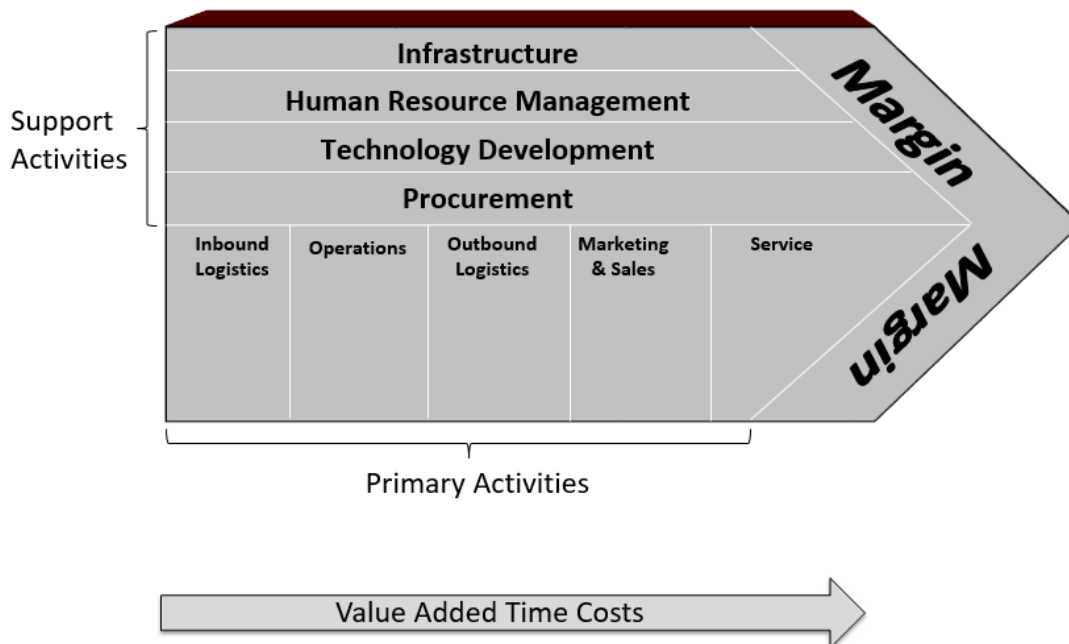 Support
Activities
Infrastructure
Human Resource Management
Technology Development
Procurement
Margin
Margin
Inbound
Logistics
Operations
Outbound
Logistics
Marketing
& Sales
Service
Primary Activities
Value Added Time Costs